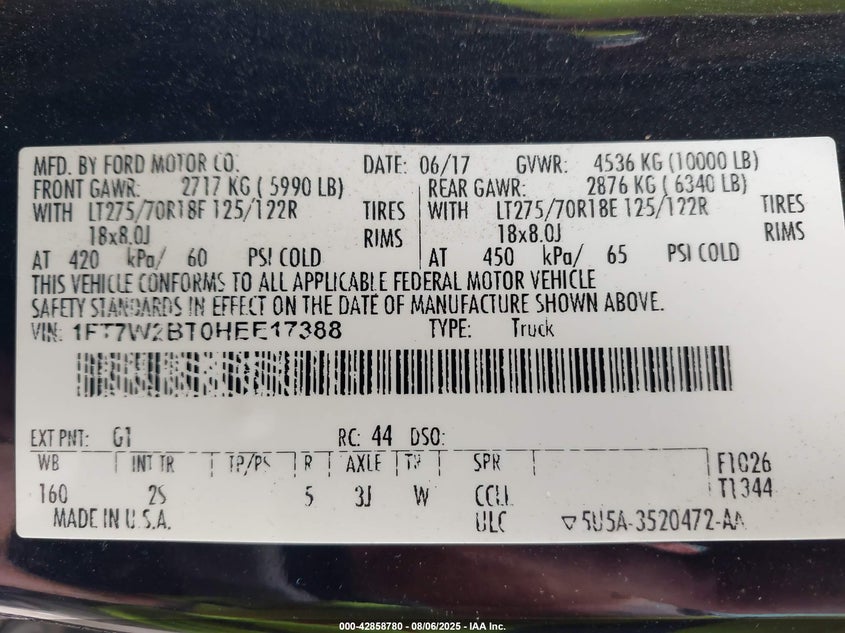 MFD. BY FORD MOTOR CO. DATE: 06/17 GVWR: 4536 KG (10000 LB)
FRONT GAWR: 2717 KG ( 5990 LB) REAR GAWR: 2876 KG ( 6340 LB)
WITH LT275/70R18E 125/122R TIRES WITH LT275/70R18E 125/122R TIRES
18x8.0J RIMS 18x8.0J RIMS
AT 420 kPa/ 60 PSI COLD AT 450 kPa/ 65 PSI COLD
THIS VEHICLE CONFORMS TO ALL APPLICABLE FEDERAL MOTOR VEHICLE
SAFETY STANDARDS IN EFFECT ON THE DATE OF MANUFACTURE SHOWN ABOVE.
VIN: 1FT7W2BT0HEE17388 TYPE: Truck
EXT PNT: G1 RC: 44 DSO:
WB INT TR TP/PS R AXLE TR SPR F1026
160 2S 5 3J W CCLL T1344
MADE IN U.S.A. ULC ▽5U5A-3520472-AA
000-42858780 - 08/06/2025 - IAA Inc.